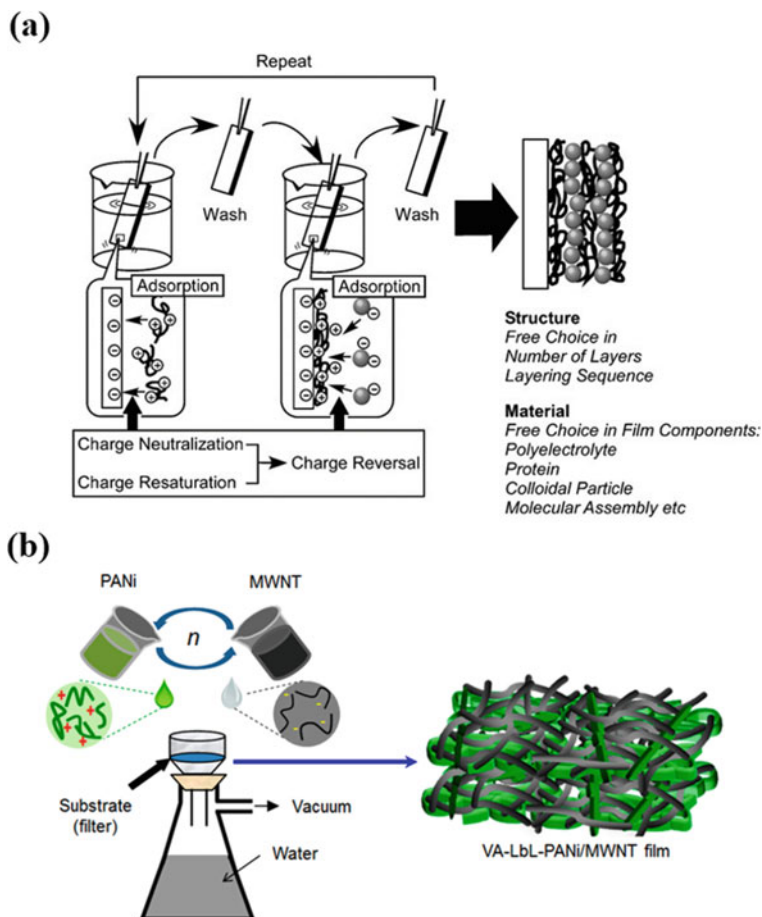 (a)
Repeat
Wash
Wash
Adsorption
Adsorption
Charge Neutralization
Charge Resaturation
Charge Reversal
Structure
Free Choice in
Number of Layers
Layering Sequence
Material
Free Choice in Film Components:
Polyelectrolyte
Protein
Colloidal Particle
Molecular Assembly etc
(b)
PANi
MWNT
n
Substrate
(filter)
Vacuum
Water
VA-LbL-PANi/MWNT film